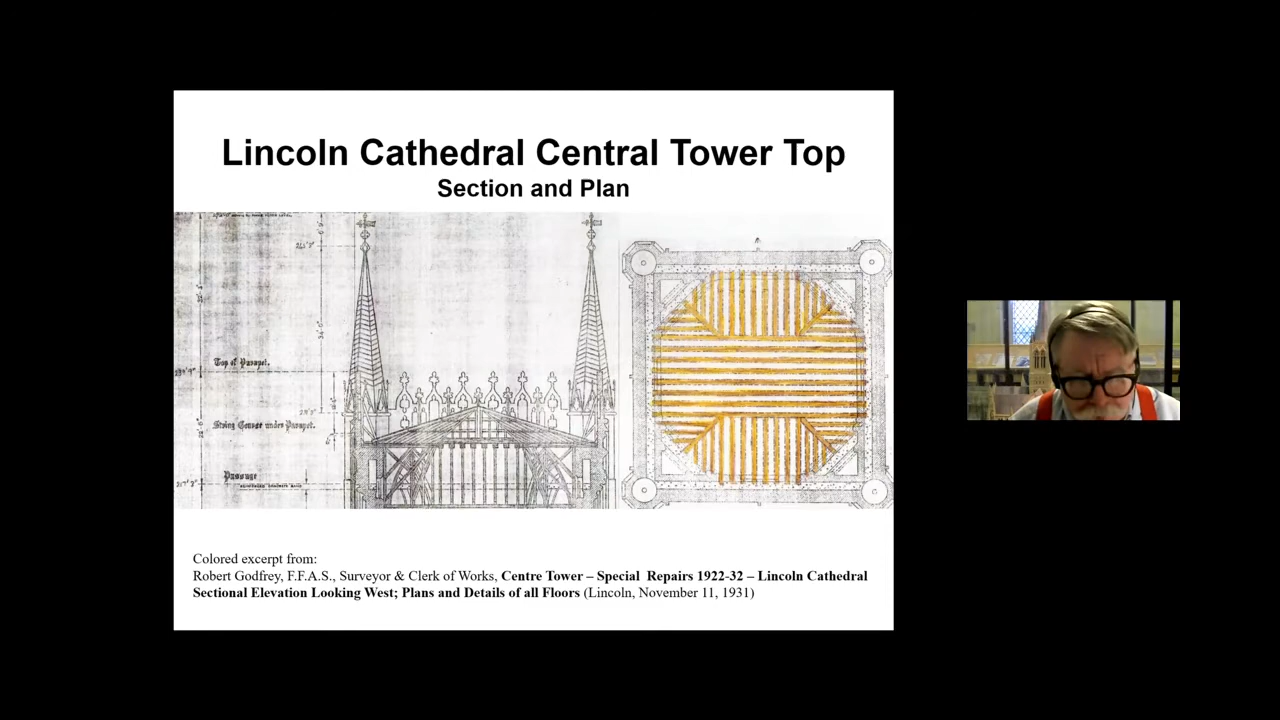 Lincoln Cathedral Central Tower Top
Section and Plan
Top of Parapet.
String Course under Parapet.
Passage
Colored excerpt from:
Robert Godfrey, F.F.A.S., Surveyor & Clerk of Works, Centre Tower – Special Repairs 1922-32 – Lincoln Cathedral
Sectional Elevation Looking West; Plans and Details of all Floors (Lincoln, November 11, 1931)